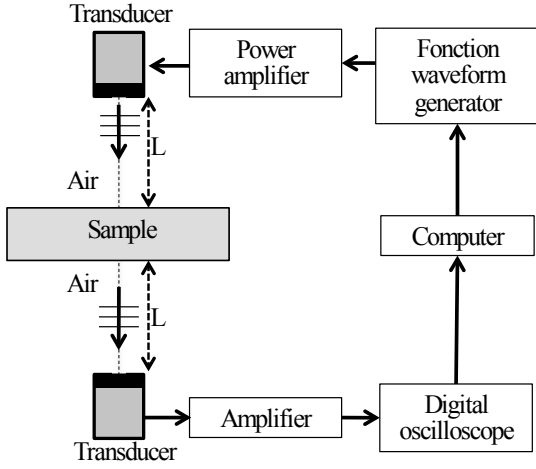 Transducer
Power
amplifier
Fonction
waveform
generator
L
Air
Sample
Computer
Air
L
Amplifier
Digital
oscilloscope
Transducer